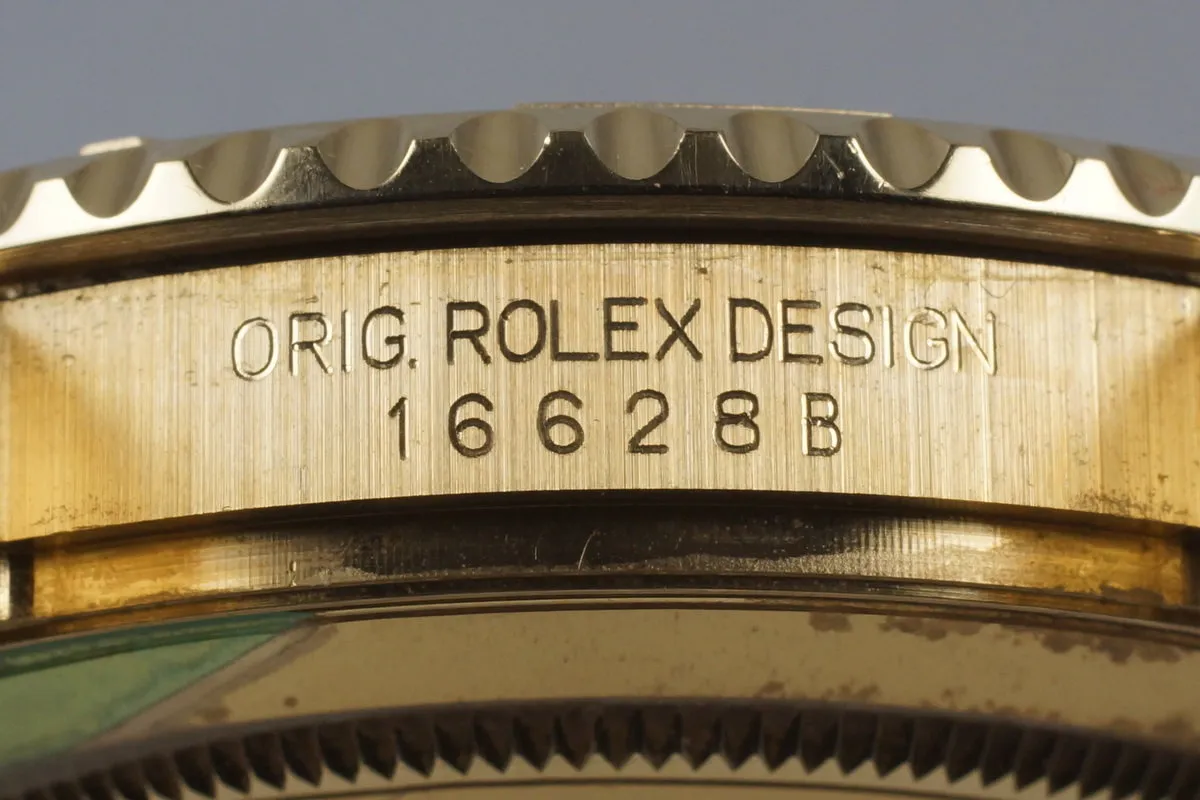 ORIG. ROLEX DESIGN
16628B